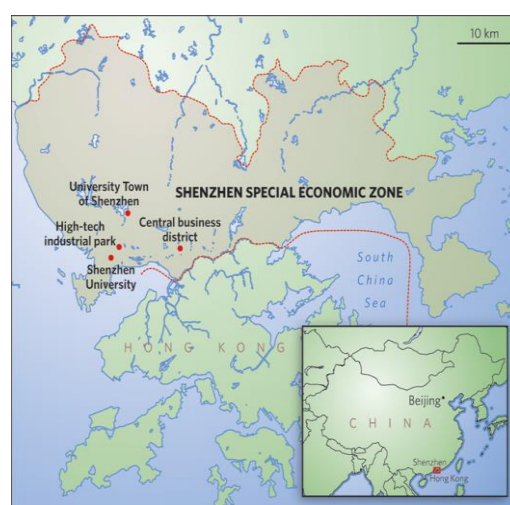 10 km
University Town
of Shenzhen
SHENZHEN SPECIAL ECONOMIC ZONE
High-tech
industrial park
Central business
district
Shenzhen
University
South
China
Sea
HONG KONG
Beijing
CHINA
Shenzhen
Hong Kong